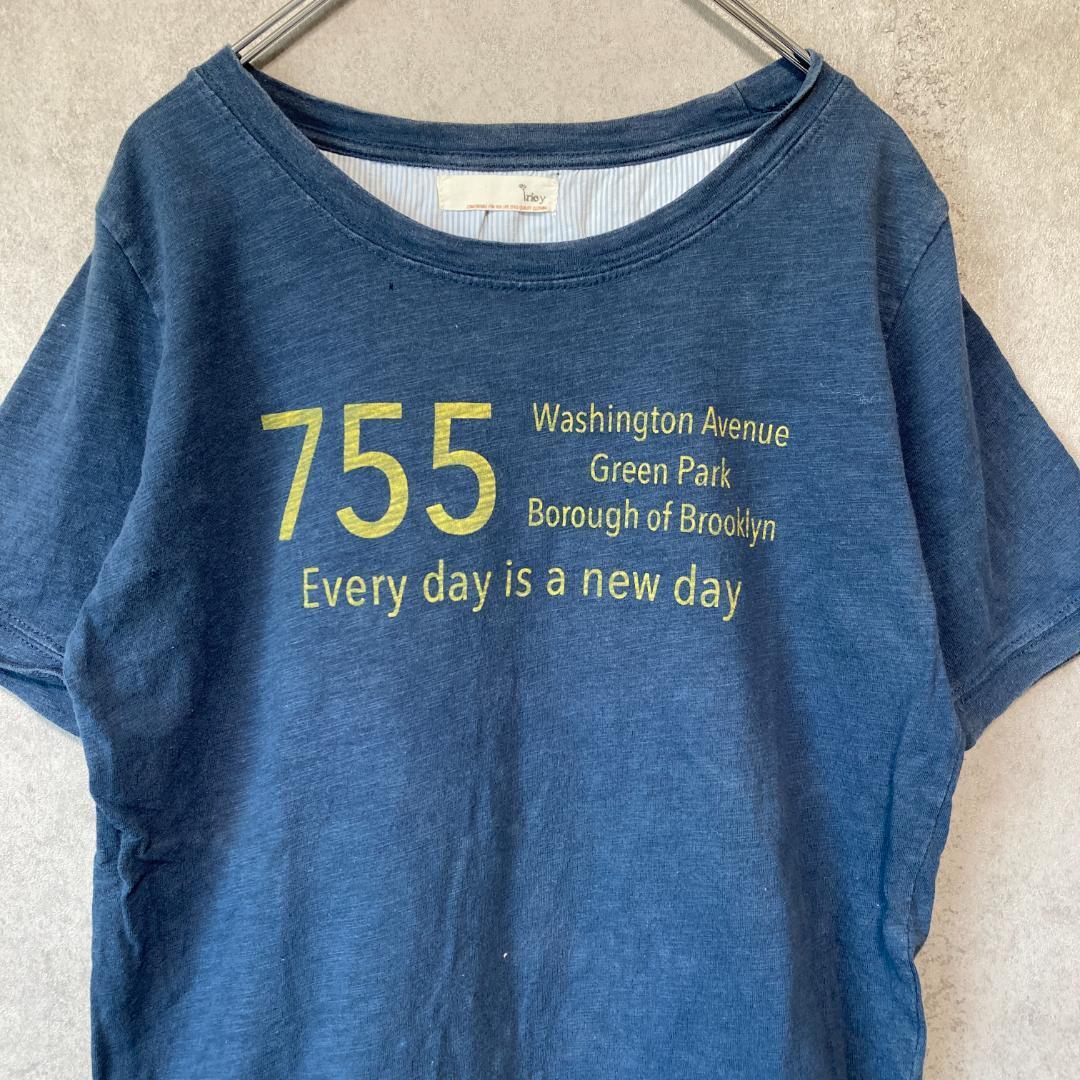 755
Washington Avenue
Green Park
Borough of Brooklyn
Every day is a new day